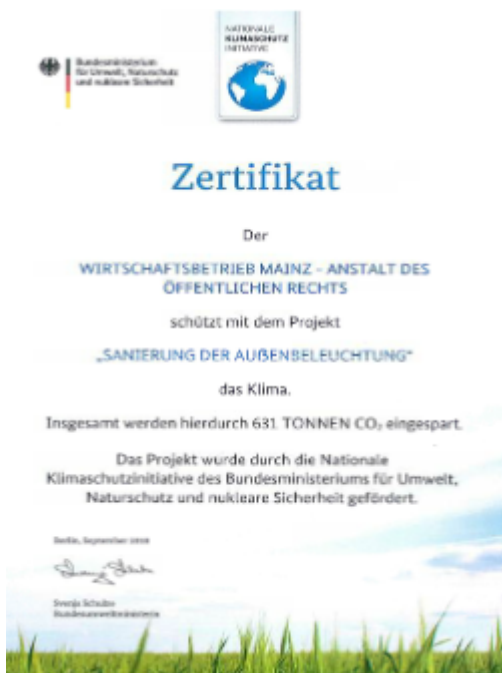 Bundesministerium
für Umwelt, Naturschutz
und nukleare Sicherheit
NATIONALE
KLIMASCHUTZ
INITIATIVE
Zertifikat
Der
WIRTSCHAFTSBETRIEB MAINZ – ANSTALT DES
ÖFFENTLICHEN RECHTS
schützt mit dem Projekt
„SANIERUNG DER AUßENBELEUCHTUNG“
das Klima.
Insgesamt werden hierdurch 631 TONNEN CO₂ eingespart.
Das Projekt wurde durch die Nationale
Klimaschutzinitiative des Bundesministeriums für Umwelt,
Naturschutz und nukleare Sicherheit gefördert.
Berlin, September
Svenja Schulze
Bundesumweltministerin